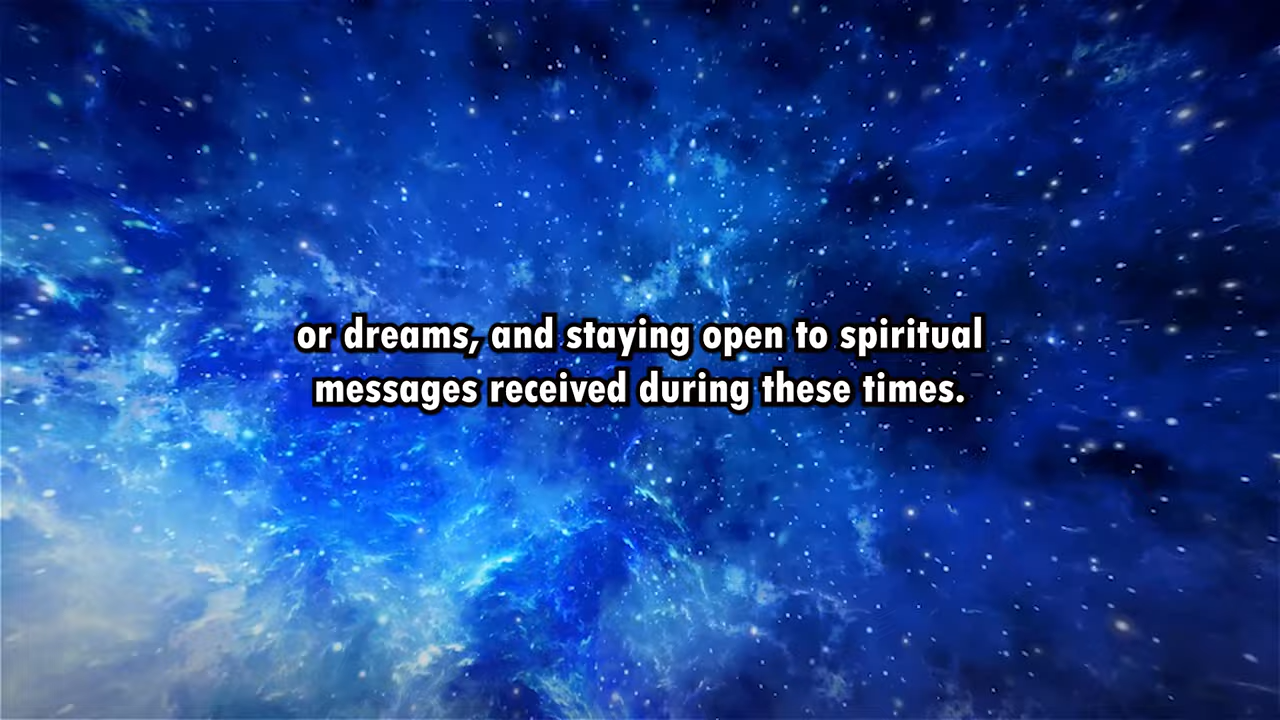 or dreams, and staying open to spiritual
messages received during these times.